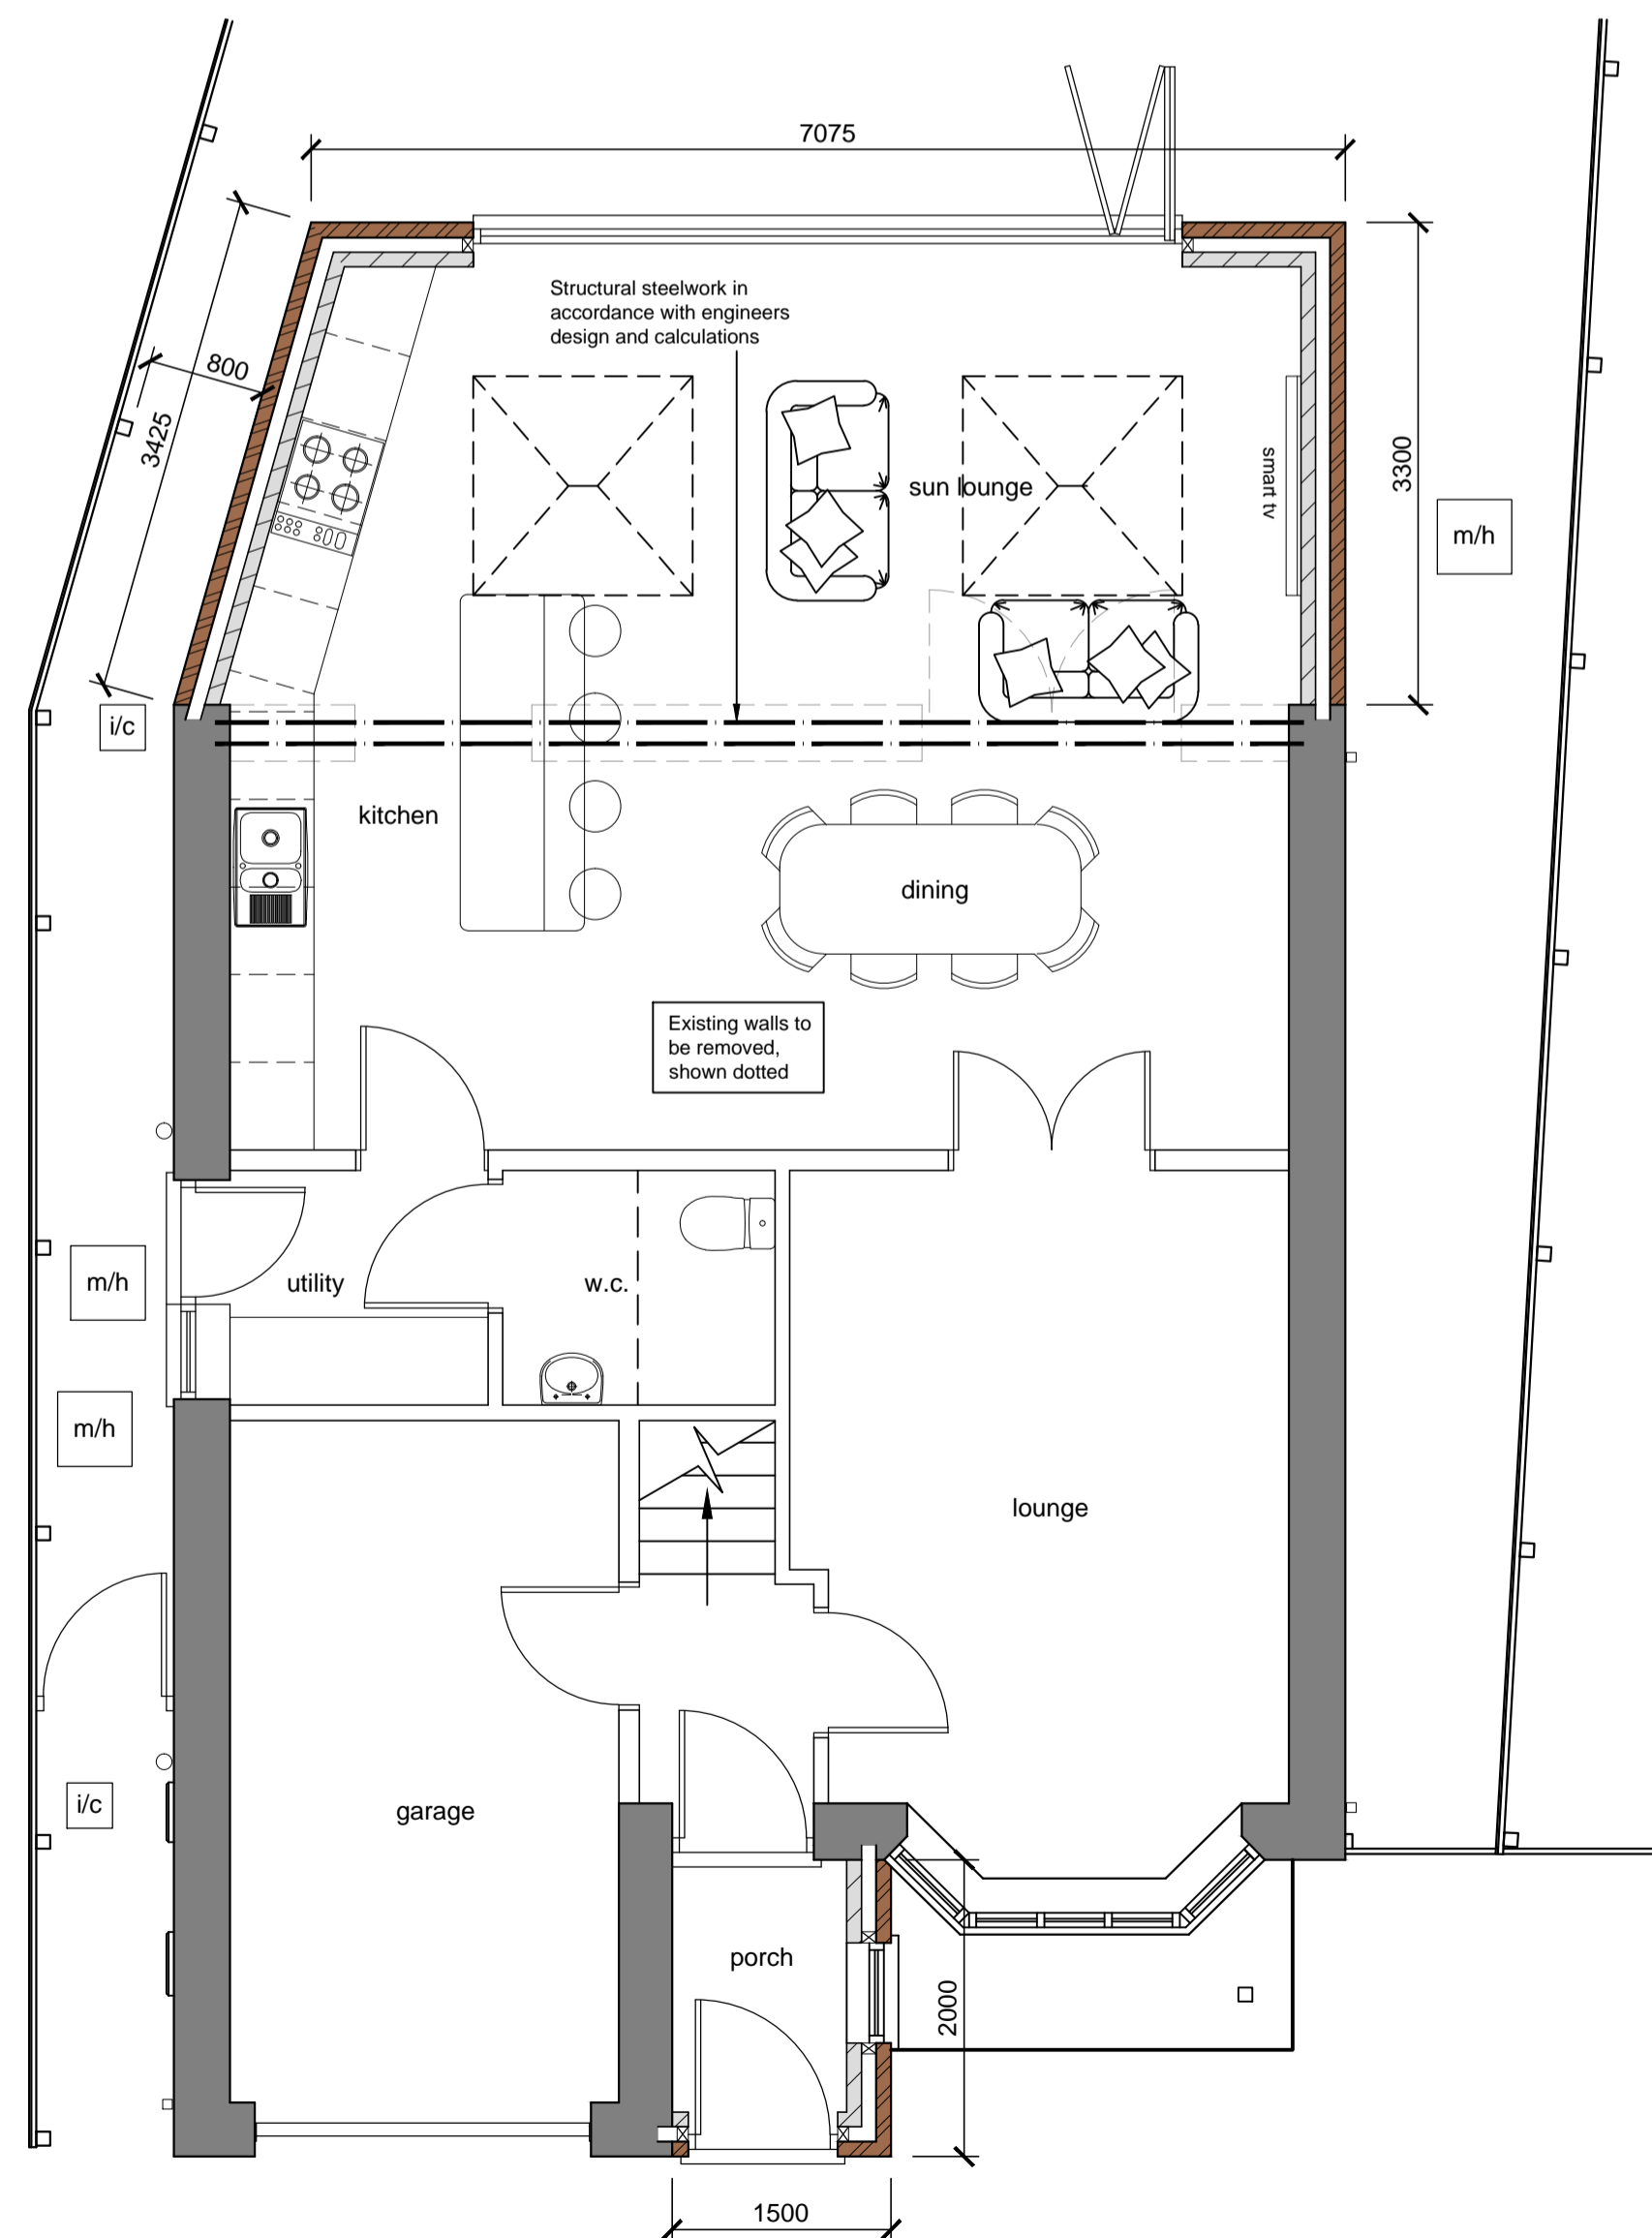 7075
Structural steelwork in
accordance with engineers
design and calculations
800
3425
sun lounge
smart tv
3300
m/h
i/c
kitchen
dining
Existing walls to
be removed,
shown dotted
m/h
utility
w.c.
m/h
lounge
i/c
garage
porch
2000
1500